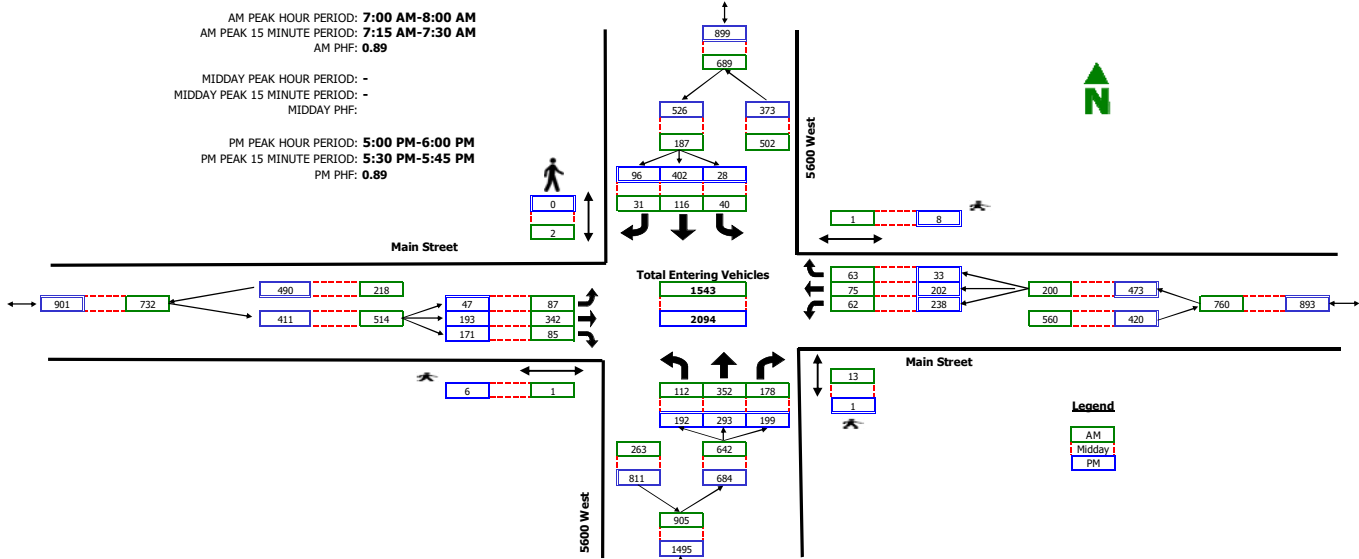 AM PEAK HOUR PERIOD: 7:00 AM-8:00 AM
AM PEAK 15 MINUTE PERIOD: 7:15 AM-7:30 AM
AM PHF: 0.89
MIDDAY PEAK HOUR PERIOD: -
MIDDAY PEAK 15 MINUTE PERIOD: -
MIDDAY PHF:
PM PEAK HOUR PERIOD: 5:00 PM-6:00 PM
PM PEAK 15 MINUTE PERIOD: 5:30 PM-5:45 PM
PM PHF: 0.89
899
689
N
526 373
187 502
5600 West
96 402 28
31 116 40
0
2
1 8
Main Street
Total Entering Vehicles
1543
2094
901 732
490 218
411 514
47 87
193 342
171 85
63 33
75 202
62 238
200 473
560 420
760 893
Main Street
6 1
112 352 178
192 293 199
13
1
263 642
811 684
5600 West
905
1495
Legend
AM
Midday
PM